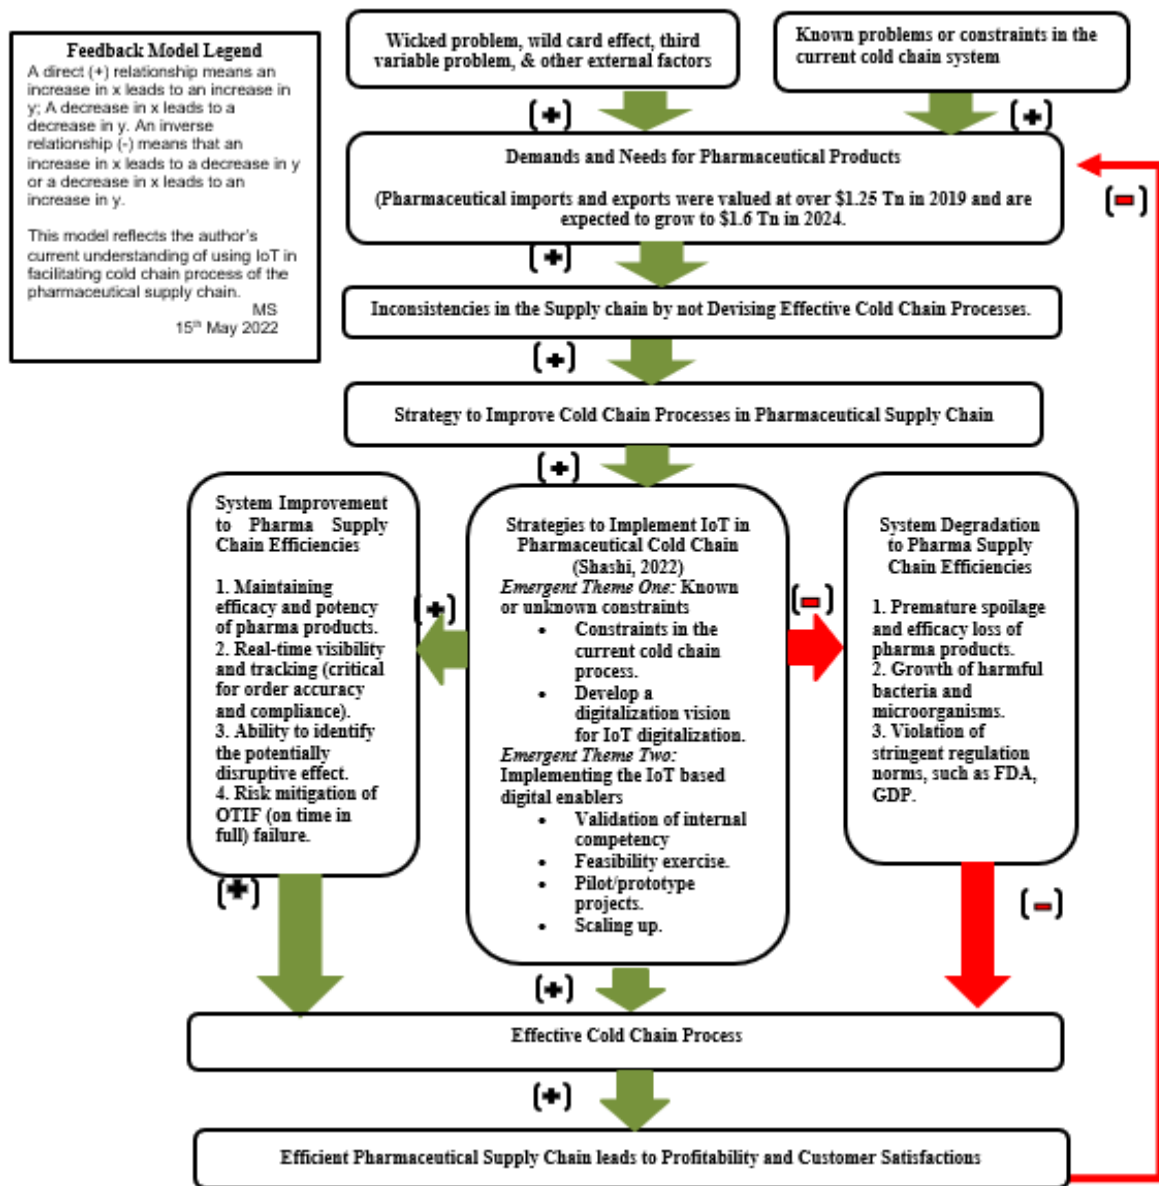 Feedback Model Legend
A direct (+) relationship means an
increase in x leads to an increase in
y; A decrease in x leads to a
decrease in y. An inverse
relationship (-) means that an
increase in x leads to a decrease in y
or a decrease in x leads to an
increase in y.
This model reflects the author's
current understanding of using IoT in
facilitating cold chain process of the
pharmaceutical supply chain.
MS
15th May 2022
Wicked problem, wild card effect, third
variable problem, & other external factors
Known problems or constraints in the
current cold chain system
(+)
(+)
Demands and Needs for Pharmaceutical Products
(Pharmaceutical imports and exports were valued at over $1.25 Tn in 2019 and are
expected to grow to $1.6 Tn in 2024.
(-)
(+)
Inconsistencies in the Supply chain by not Devising Effective Cold Chain Processes.
(+)
Strategy to Improve Cold Chain Processes in Pharmaceutical Supply Chain
(+)
System Improvement
to Pharma Supply
Chain Efficiencies
1. Maintaining
efficacy and potency
of pharma products.
2. Real-time visibility
and tracking (critical
for order accuracy
and compliance).
3. Ability to identify
the potentially
disruptive effect.
4. Risk mitigation of
OTIF (on time in
full) failure.
(+)
Strategies to Implement IoT in
Pharmaceutical Cold Chain
(Shashi, 2022)
Emergent Theme One: Known
or unknown constraints
• Constraints in the
current cold chain
process.
• Develop a
digitalization vision
for IoT digitalization.
Emergent Theme Two:
Implementing the IoT based
digital enablers
• Validation of internal
competency
• Feasibility exercise.
• Pilot/prototype
projects.
• Scaling up.
(-)
System Degradation
to Pharma Supply
Chain Efficiencies
1. Premature spoilage
and efficacy loss of
pharma products.
2. Growth of harmful
bacteria and
microorganisms.
3. Violation of
stringent regulation
norms, such as FDA,
GDP.
(+)
(-)
(+)
Effective Cold Chain Process
(+)
Efficient Pharmaceutical Supply Chain leads to Profitability and Customer Satisfactions